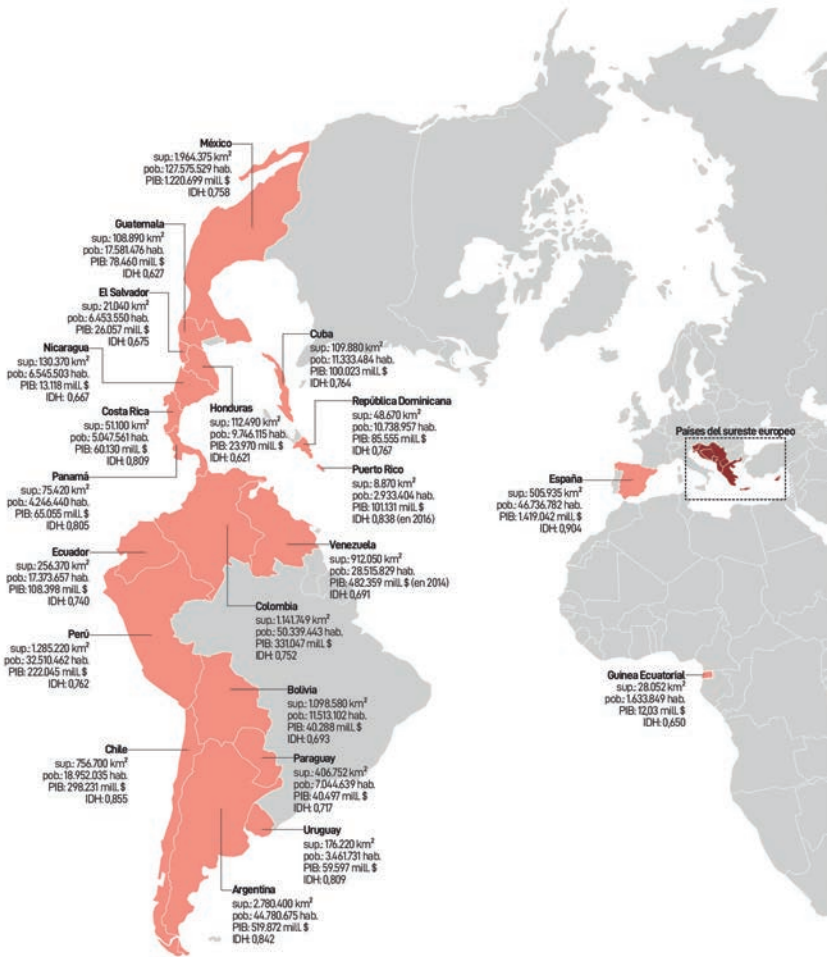 México
sup.: 1.964.375 km²
pob.: 127.575.529 hab.
PIB: 1.220.699 mill. $
IDH: 0,758
Guatemala
sup.: 108.890 km²
pob.: 17.581.476 hab.
PIB: 78.460 mill. $
IDH: 0,627
El Salvador
sup.: 21.040 km²
pob.: 6.453.550 hab.
PIB: 26.057 mill. $
IDH: 0,675
Nicaragua
sup.: 130.370 km²
pob.: 6.545.503 hab.
PIB: 13.118 mill. $
IDH: 0,667
Costa Rica
sup.: 51.100 km²
pob.: 5.047.561 hab.
PIB: 60.130 mill. $
IDH: 0,809
Panamá
sup.: 75.420 km²
pob.: 4.246.440 hab.
PIB: 65.055 mill. $
IDH: 0,805
Honduras
sup.: 112.490 km²
pob.: 9.746.115 hab.
PIB: 23.970 mill. $
IDH: 0,621
Cuba
sup.: 109.880 km²
pob.: 11.333.484 hab.
PIB: 100.023 mill. $
IDH: 0,764
República Dominicana
sup.: 48.670 km²
pob.: 10.738.957 hab.
PIB: 85.555 mill. $
IDH: 0,767
Puerto Rico
sup.: 8.870 km²
pob.: 2.933.404 hab.
PIB: 101.131 mill. $
IDH: 0,838 (en 2016)
Venezuela
sup.: 912.050 km²
pob.: 28.515.829 hab.
PIB: 482.359 mill. $ (en 2014)
IDH: 0,691
Ecuador
sup.: 256.370 km²
pob.: 17.373.657 hab.
PIB: 108.398 mill. $
IDH: 0,740
Colombia
sup.: 1.141.749 km²
pob.: 50.339.443 hab.
PIB: 331.047 mill. $
IDH: 0,752
Perú
sup.: 1.285.220 km²
pob.: 32.510.462 hab.
PIB: 222.045 mill. $
IDH: 0,762
Bolivia
sup.: 1.098.580 km²
pob.: 11.513.102 hab.
PIB: 40.288 mill. $
IDH: 0,693
Chile
sup.: 756.700 km²
pob.: 18.952.035 hab.
PIB: 298.231 mill. $
IDH: 0,855
Paraguay
sup.: 406.752 km²
pob.: 7.044.639 hab.
PIB: 40.497 mill. $
IDH: 0,717
Uruguay
sup.: 176.220 km²
pob.: 3.461.731 hab.
PIB: 59.597 mill. $
IDH: 0,809
Argentina
sup.: 2.780.400 km²
pob.: 44.780.675 hab.
PIB: 519.872 mill. $
IDH: 0,842
Países del sureste europeo
España
sup.: 505.935 km²
pob.: 46.736.782 hab.
PIB: 1.419.042 mill. $
IDH: 0,904
Guinea Ecuatorial
sup.: 28.052 km²
pob.: 1.633.849 hab.
PIB: 12,03 mill. $
IDH: 0,650